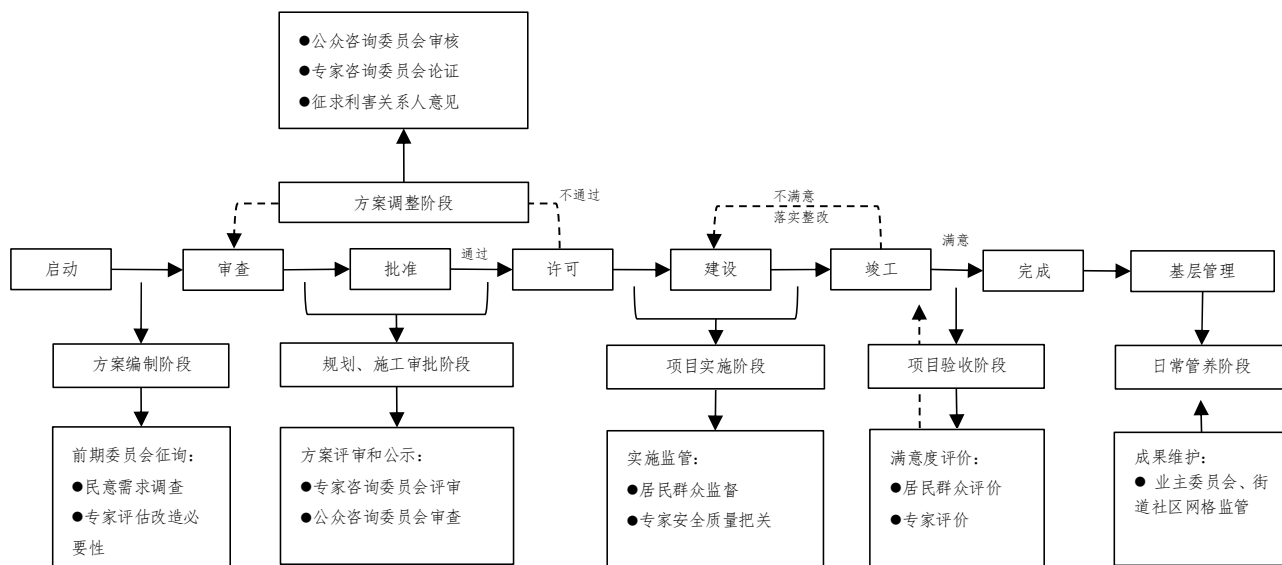 ●公众咨询委员会审核
●专家咨询委员会论证
●征求利害关系人意见
方案调整阶段
不通过
不满意
落实整改
启动
审查
批准
通过
许可
建设
竣工
满意
完成
基层管理
方案编制阶段
规划、施工审批阶段
项目实施阶段
项目验收阶段
日常管养阶段
前期委员会征询:
●民意需求调查
●专家评估改造必
要性
方案评审和公示:
●专家咨询委员会评审
●公众咨询委员会审查
实施监管:
●居民群众监督
●专家安全质量把关
满意度评价:
●居民群众评价
●专家评价
成果维护:
● 业主委员会、街
道社区网格监管